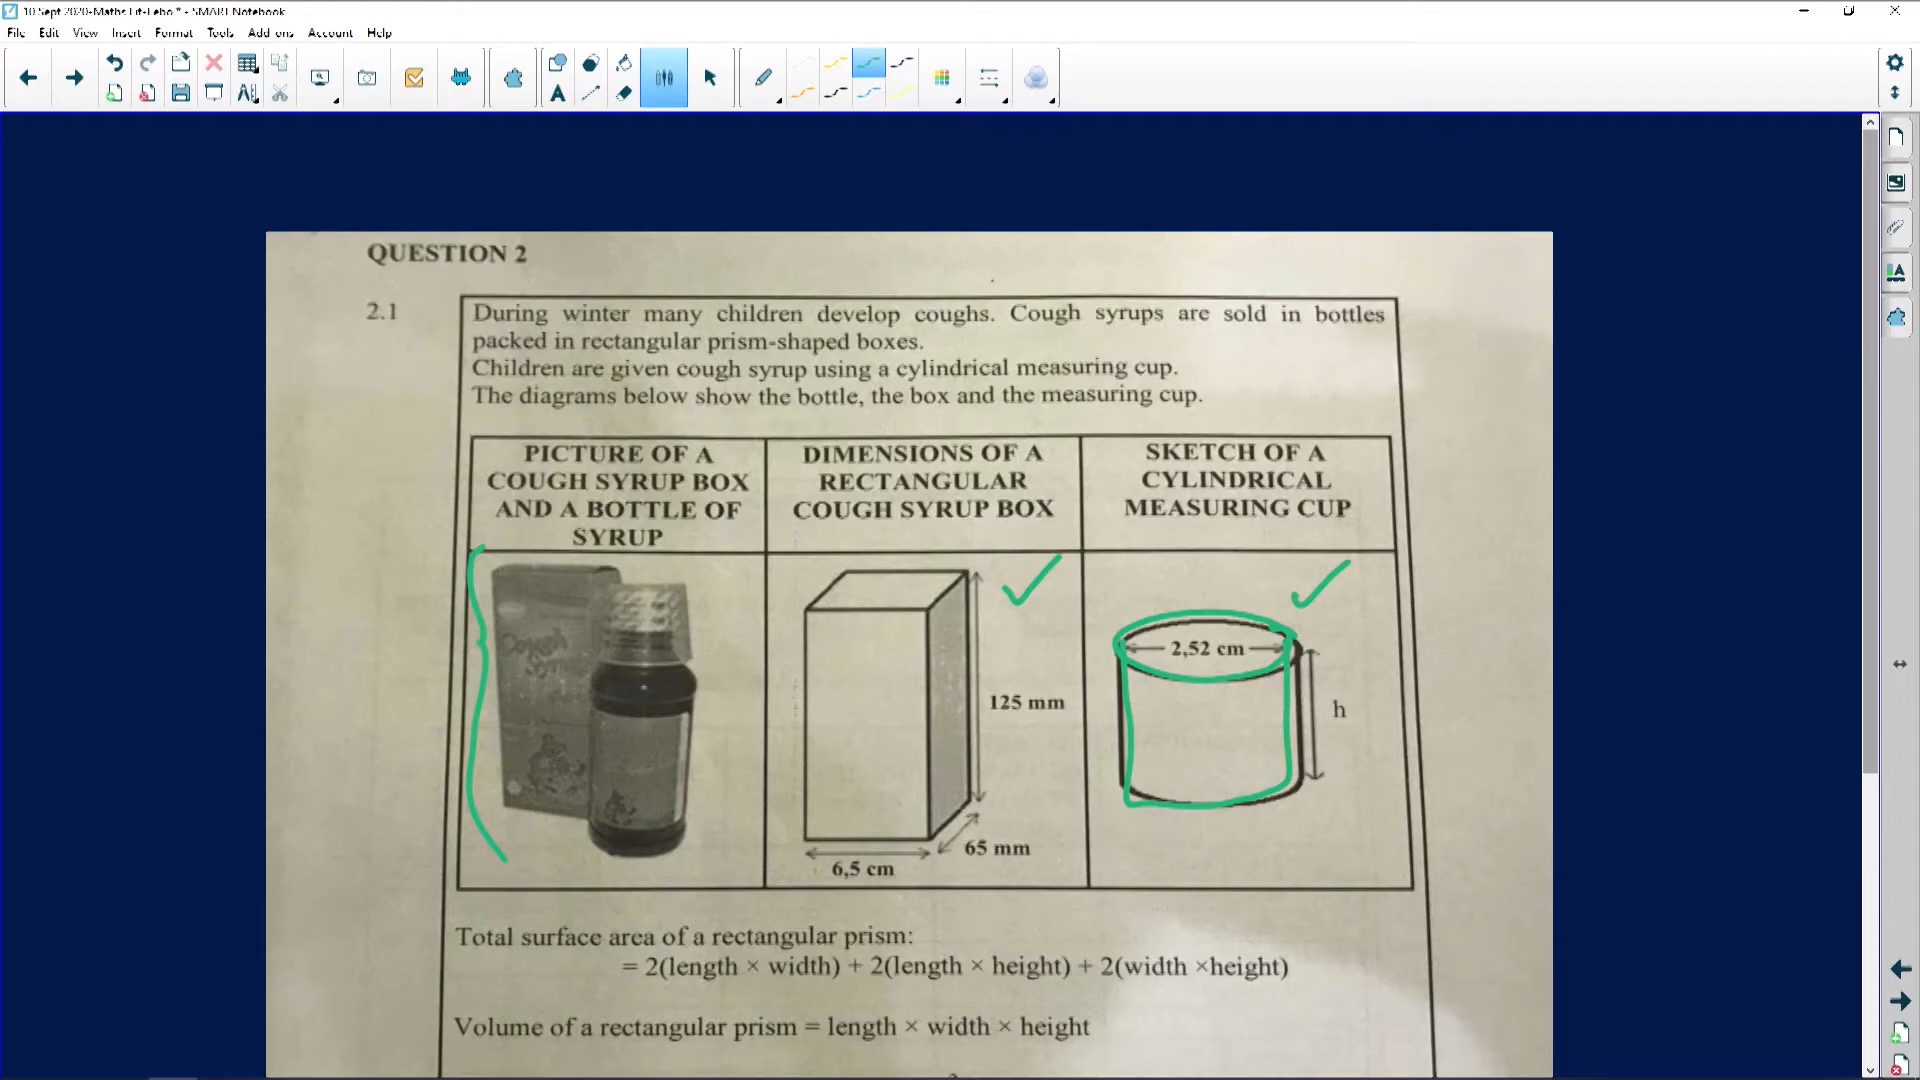 File Edit View Insert Format Tools Add-ons Account Help
QUESTION 2
2.1
During winter many children develop coughs. Cough syrups are sold in bottles
packed in rectangular prism-shaped boxes.
Children are given cough syrup using a cylindrical measuring cup.
The diagrams below show the bottle, the box and the measuring cup.
PICTURE OF A
COUGH SYRUP BOX
AND A BOTTLE OF
SYRUP
DIMENSIONS OF A
RECTANGULAR
COUGH SYRUP BOX
SKETCH OF A
CYLINDRICAL
MEASURING CUP
Cough
Syrup
125 mm
65 mm
6,5 cm
2,52 cm
h
Total surface area of a rectangular prism:
= 2(length × width) + 2(length × height) + 2(width ×height)
Volume of a rectangular prism = length × width × height